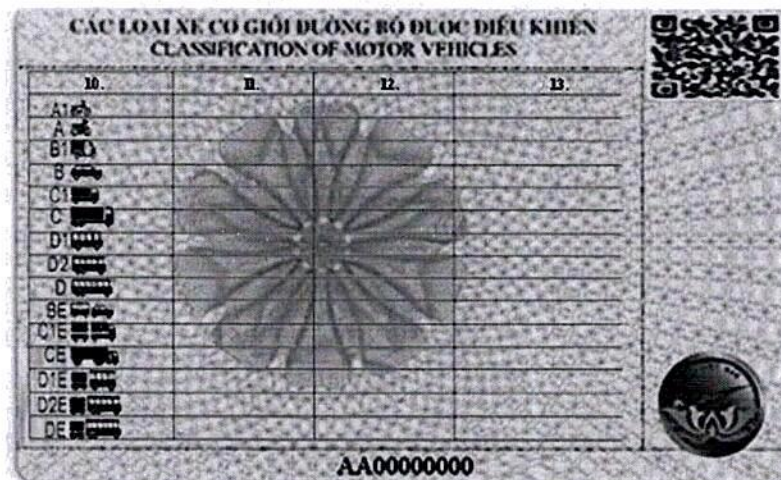 CÁC LOẠI XE CƠ GIỚI ĐƯỜNG BỘ ĐƯỢC ĐIỀU KHIỂN
CLASSIFICATION OF MOTOR VEHICLES
10. 11. 12. 13.
A1
A
B1
B
C1
C
D1
D2
D
BE
C1E
CE
D1E
D2E
DE
AA00000000